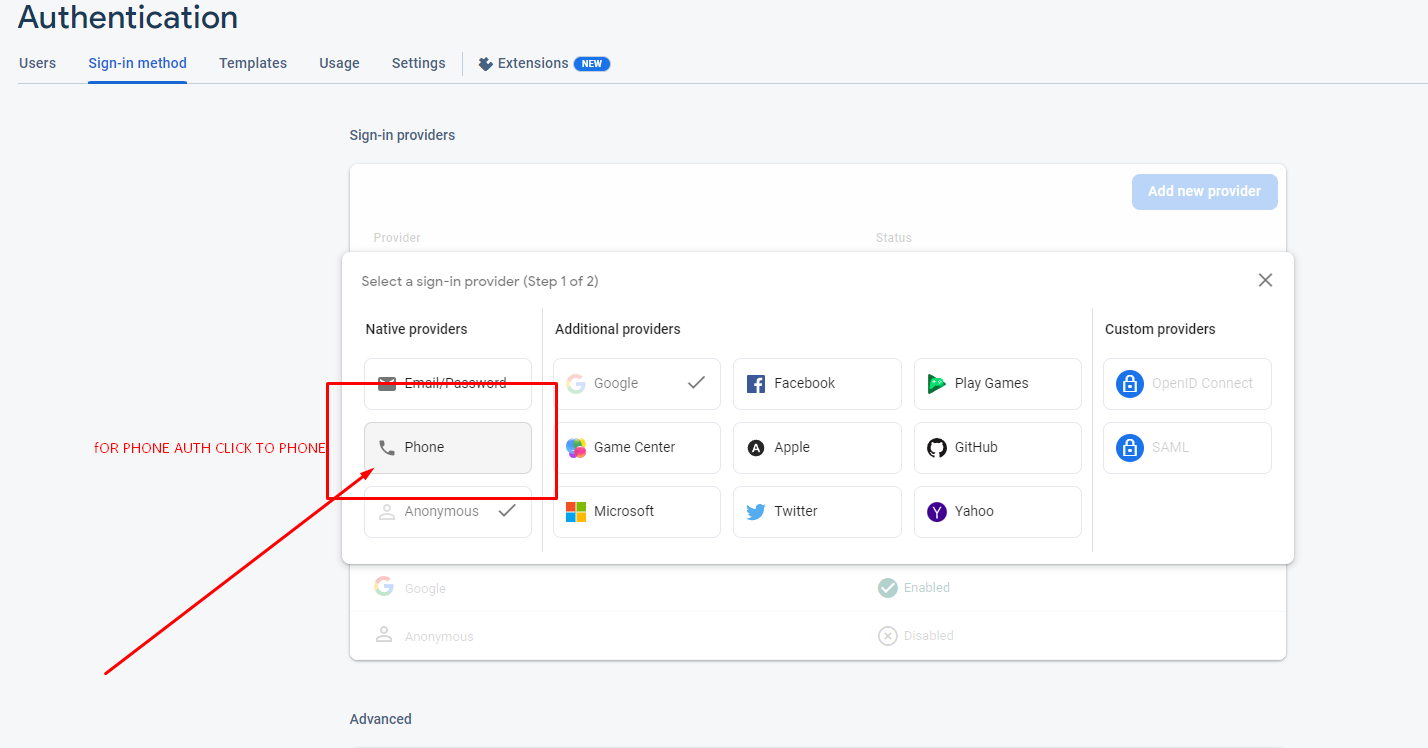 Authentication
Users Sign-in method Templates Usage Settings Extensions NEW
Sign-in providers
Add new provider
Provider Status
Select a sign-in provider (Step 1 of 2)
Native providers Additional providers Custom providers
Email/Password Google Facebook Play Games OpenID Connect
fOR PHONE AUTH CLICK TO PHONE Phone Game Center Apple GitHub SAML
Anonymous Microsoft Twitter Yahoo
Google Enabled
Anonymous Disabled
Advanced